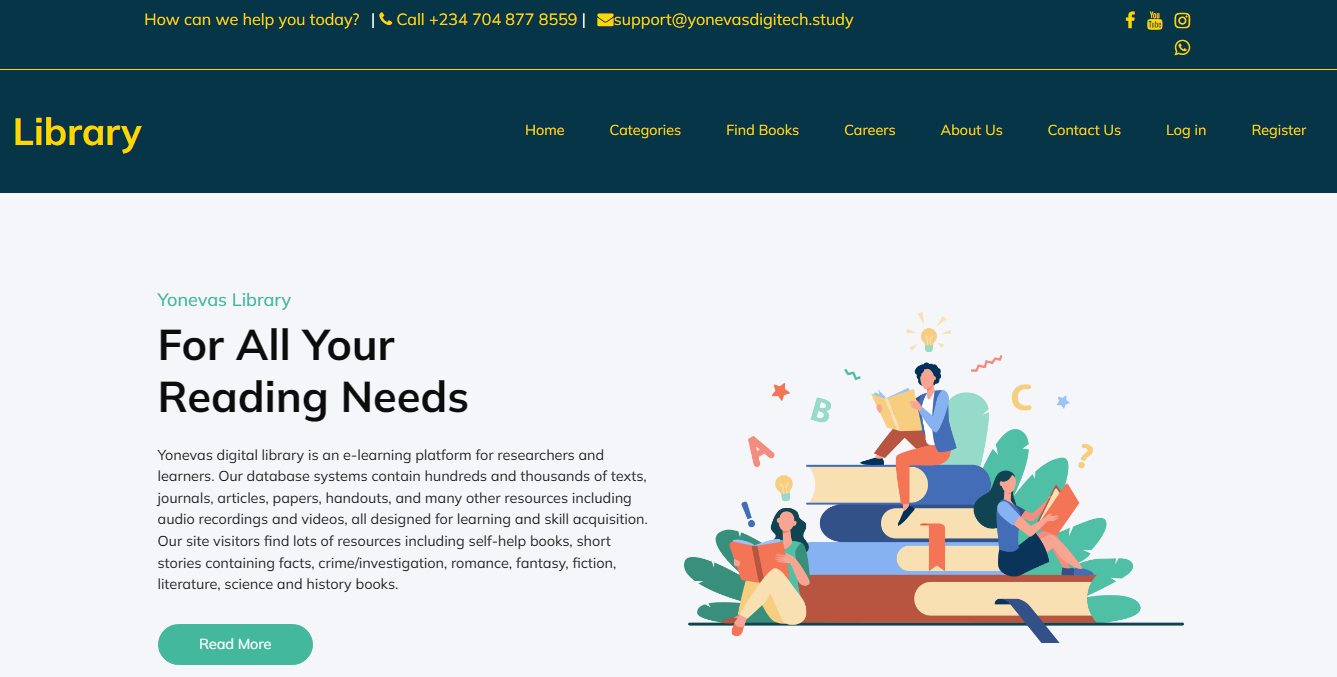 How can we help you today? | Call +234 704 877 8559 | support@yonevasdigitech.study
You Tube
Library
Home Categories Find Books Careers About Us Contact Us Log in Register
Yonevas Library
For All Your
Reading Needs
Yonevas digital library is an e-learning platform for researchers and
learners. Our database systems contain hundreds and thousands of texts,
journals, articles, papers, handouts, and many other resources including
audio recordings and videos, all designed for learning and skill acquisition.
Our site visitors find lots of resources including self-help books, short
stories containing facts, crime/investigation, romance, fantasy, fiction,
literature, science and history books.
Read More
A
B
C
?
!